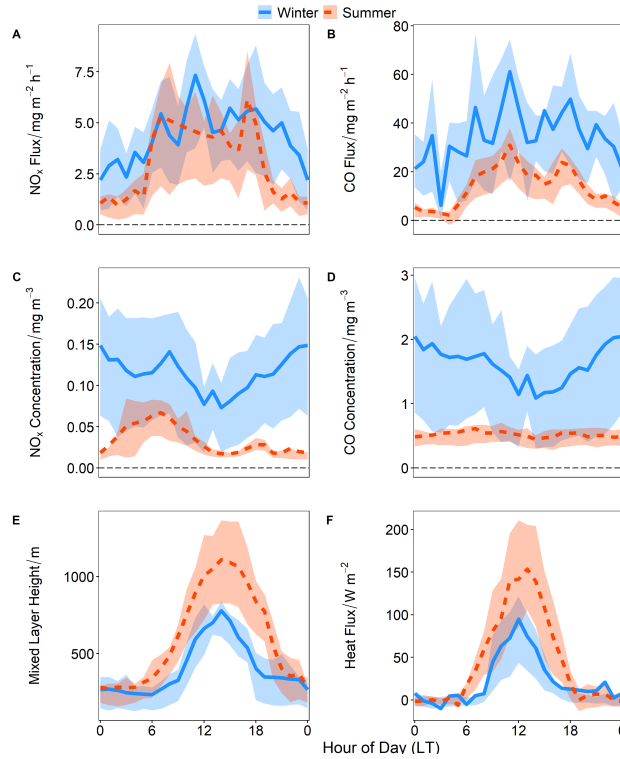 Winter Summer
A
B
NOx Flux/mg m−2 h−1
7.5
5.0
2.5
0.0
CO Flux/mg m−2 h−1
80
60
40
20
0
C
D
NOx Concentration/mg m−3
0.20
0.15
0.10
0.05
0.00
CO Concentration/mg m−3
3
2
1
0
E
F
Mixed Layer Height/m
1000
500
Heat Flux/W m−2
200
150
100
50
0
0 6 12 18 0
0 6 12 18
Hour of Day (LT)